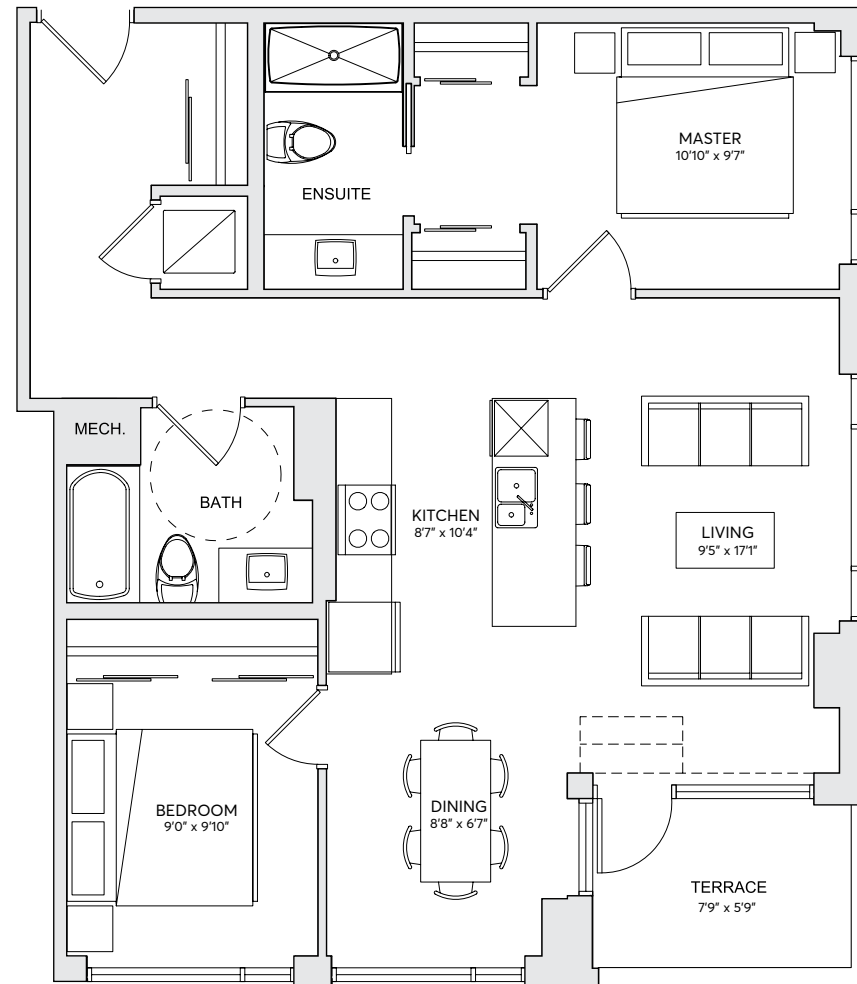 MASTER
10'10" x 9'7"
ENSUITE
MECH.
BATH
KITCHEN
8'7" x 10'4"
LIVING
9'5" x 17'1"
BEDROOM
9'0" x 9'10"
DINING
8'8" x 6'7"
TERRACE
7'9" x 5'9"